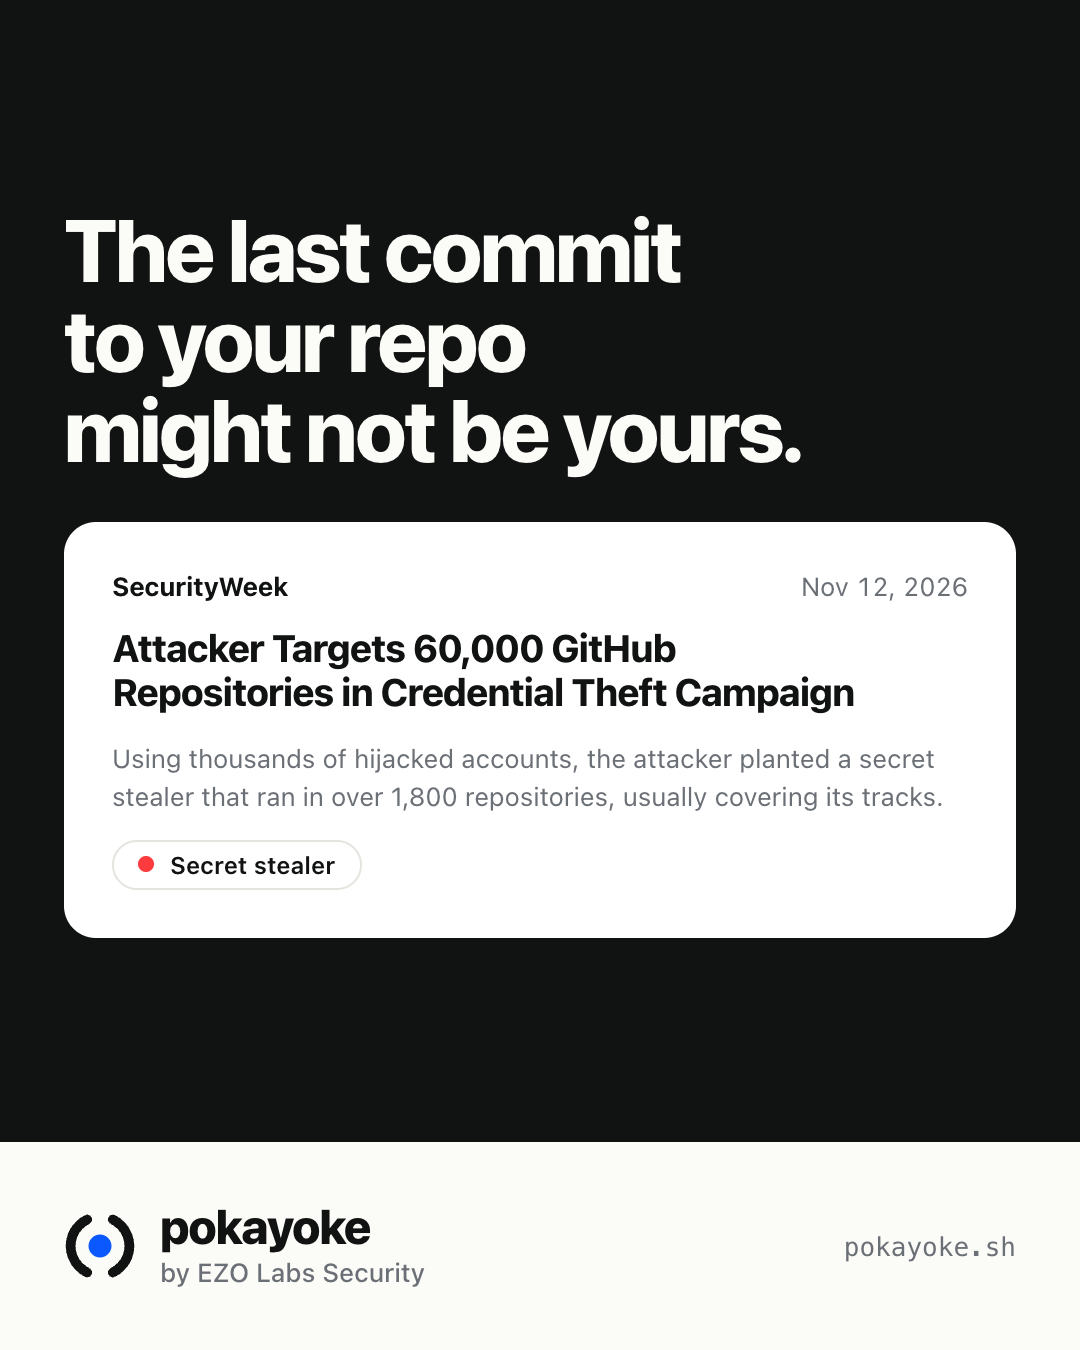 The last commit
to your repo
might not be yours.
SecurityWeek
Nov 12, 2026
Attacker Targets 60,000 GitHub
Repositories in Credential Theft Campaign
Using thousands of hijacked accounts, the attacker planted a secret
stealer that ran in over 1,800 repositories, usually covering its tracks.
Secret stealer
pokayoke
by EZO Labs Security
pokayoke.sh